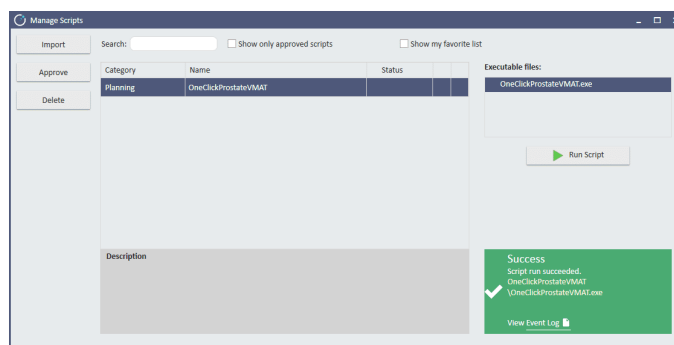 Manage Scripts
Import
Search:
Show only approved scripts
Show my favorite list
Approve
Category
Name
Status
Executable files:
Planning
OneClickProstateVMAT
OneClickProstateVMAT.exe
Delete
Run Script
Description
Success
Script run succeeded.
OneClickProstateVMAT
\OneClickProstateVMAT.exe
View Event Log